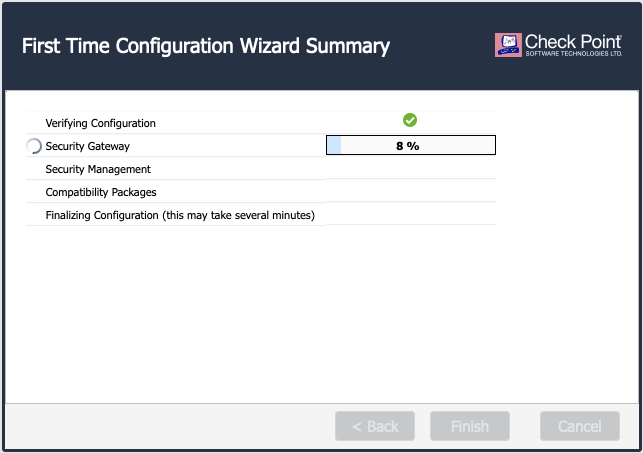 First Time Configuration Wizard Summary
Check Point
SOFTWARE TECHNOLOGIES LTD.
Verifying Configuration
Security Gateway 8 %
Security Management
Compatibility Packages
Finalizing Configuration (this may take several minutes)
< Back Finish Cancel